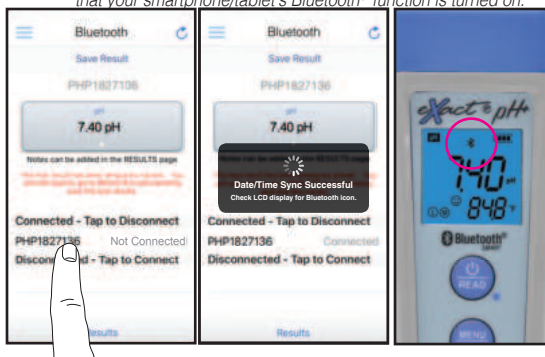 that your smartphone/tablet's Bluetooth® function is turned on.
Bluetooth
Save Result
PHP1827136
pH
7.40 pH
Notes can be added in the RESULTS page
Connected - Tap to Disconnect
PHP1827136 Not Connected
Disconnected - Tap to Connect
Results
Bluetooth
Save Result
PHP1827136
pH
7.40 pH
Date/Time Sync Successful
Check LCD display for Bluetooth icon.
Connected - Tap to Disconnect
PHP1827136 Connected
Disconnected - Tap to Connect
Results
eXact pH+
pH
7.40 pH
84.8 °F
Bluetooth®
SMART
READ
MENU